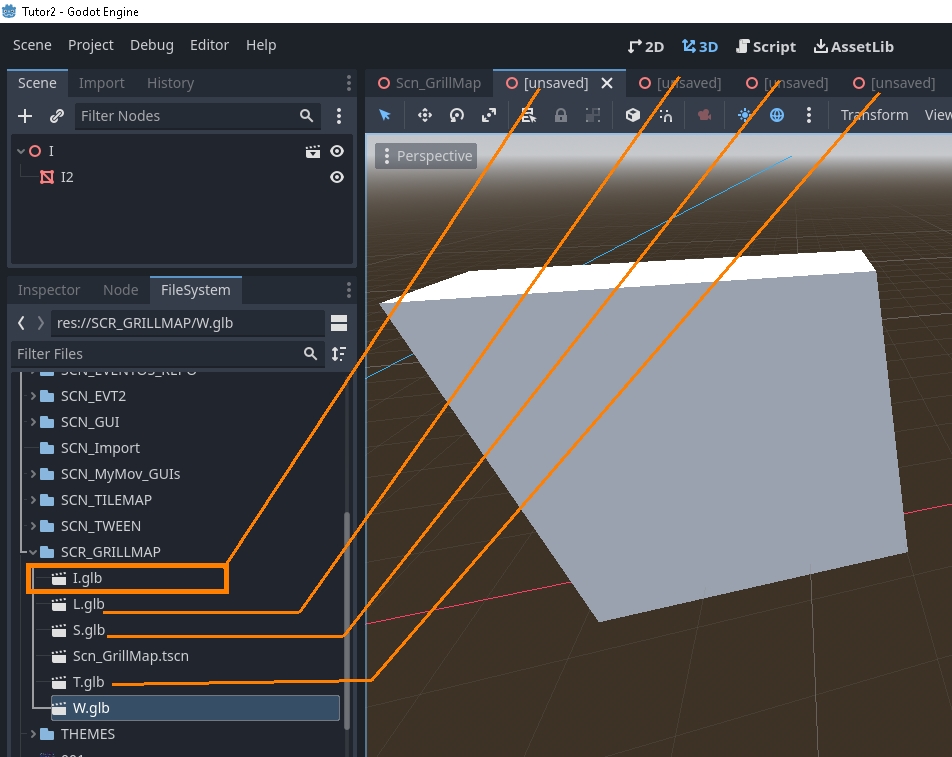 Tutor2 - Godot Engine
Scene Project Debug Editor Help
2D 3D Script AssetLib
Scene Import History
Scn_GrillMap [unsaved] [unsaved] [unsaved] [unsaved]
Filter Nodes
Transform View
I
Perspective
I2
Inspector Node FileSystem
res://SCR_GRILLMAP/W.glb
Filter Files
SCN_EVENTOS_REPO
SCN_EVT2
SCN_GUI
SCN_Import
SCN_MyMov_GUIs
SCN_TILEMAP
SCN_TWEEN
SCR_GRILLMAP
I.glb
L.glb
S.glb
Scn_GrillMap.tscn
T.glb
W.glb
THEMES